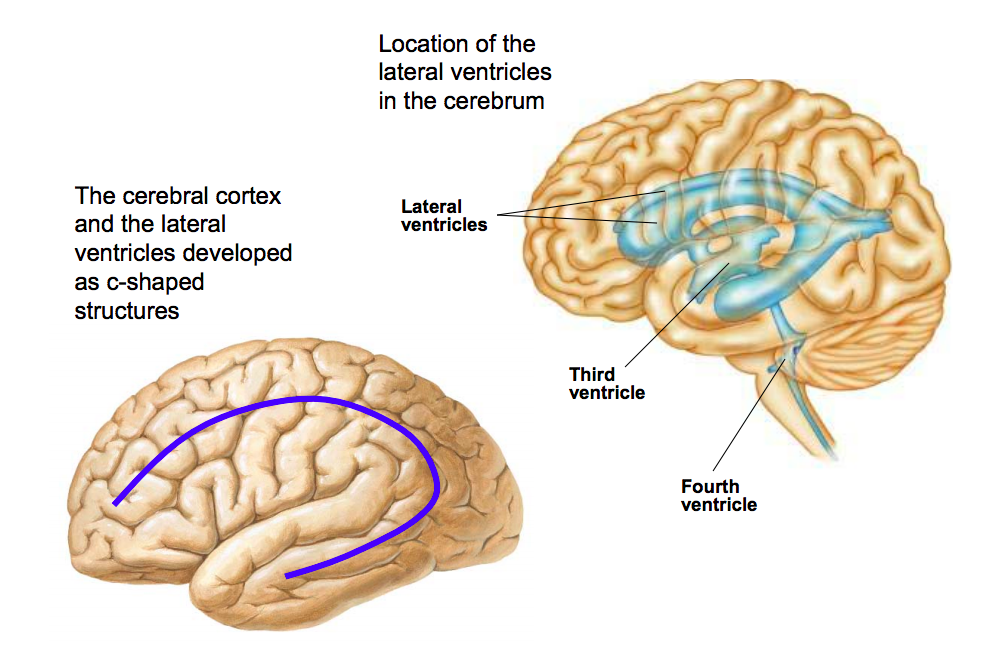 Location of the
lateral ventricles
in the cerebrum
The cerebral cortex
and the lateral
ventricles developed
as c-shaped
structures
Lateral
ventricles
Third
ventricle
Fourth
ventricle